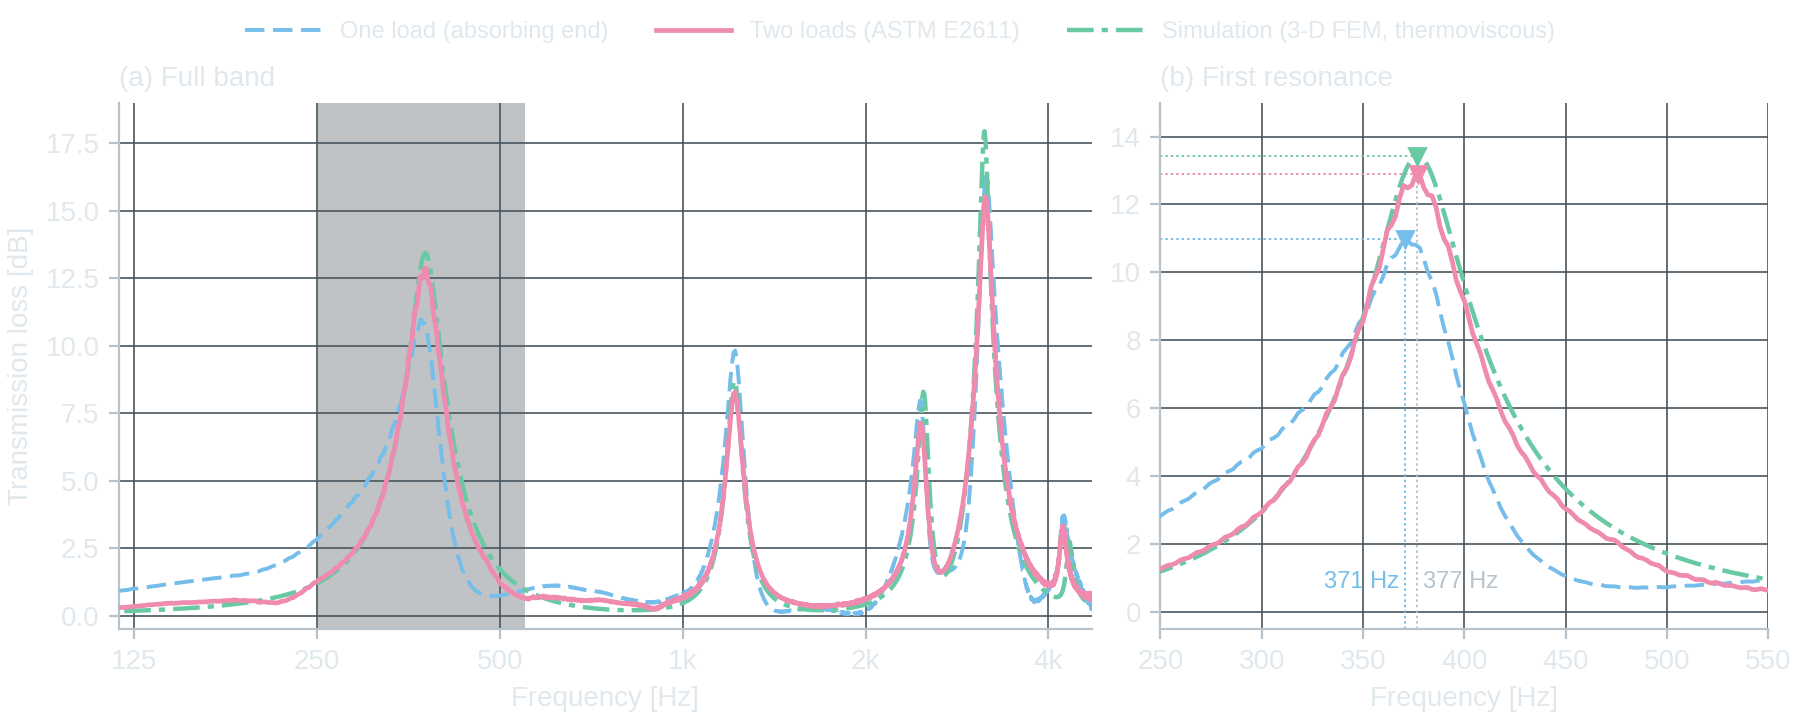 One load (absorbing end) Two loads (ASTM E2611) Simulation (3-D FEM, thermoviscous)
(a) Full band
Transmission loss [dB]
17.5
15.0
12.5
10.0
7.5
5.0
2.5
0.0
125 250 500 1k 2k 4k
Frequency [Hz]
(b) First resonance
14
12
10
8
6
4
2
0
371 Hz 377 Hz
250 300 350 400 450 500 550
Frequency [Hz]